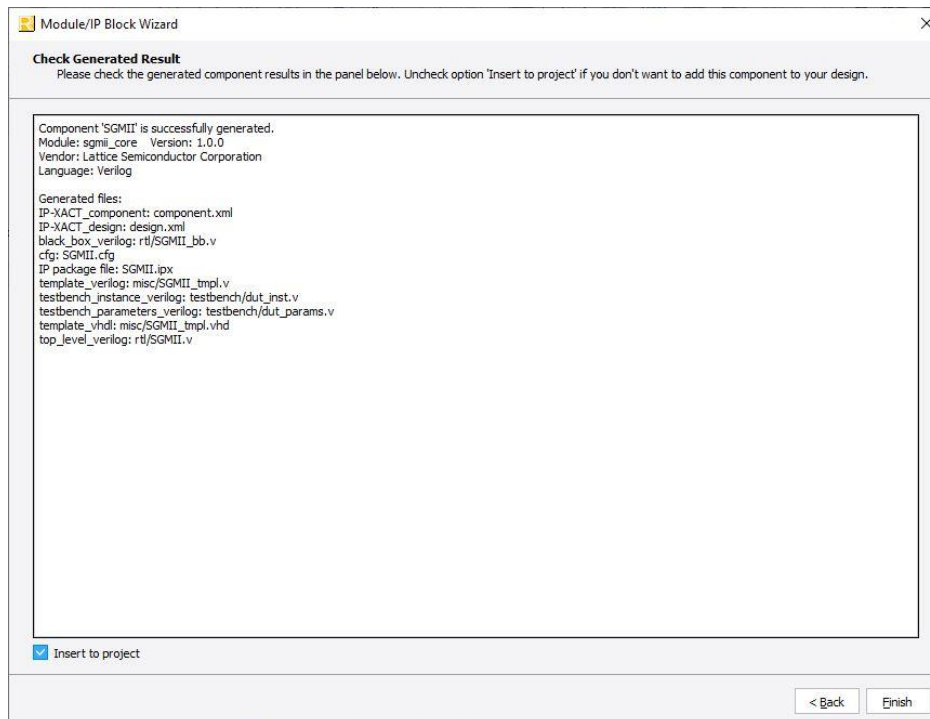 Module/IP Block Wizard
Check Generated Result
Please check the generated component results in the panel below. Uncheck option 'Insert to project' if you don't want to add this component to your design.
Component 'SGMII' is successfully generated.
Module: sgmii_core Version: 1.0.0
Vendor: Lattice Semiconductor Corporation
Language: Verilog
Generated files:
IP-XACT_component: component.xml
IP-XACT_design: design.xml
black_box_verilog: rtl/SGMII_bb.v
cfg: SGMII.cfg
IP package file: SGMII.ipx
template_verilog: misc/SGMII_tmpl.v
testbench_instance_verilog: testbench/dut_inst.v
testbench_parameters_verilog: testbench/dut_params.v
template_vhdl: misc/SGMII_tmpl.vhd
top_level_verilog: rtl/SGMII.v
Insert to project
< Back Finish